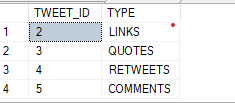 TWEET_ID TYPE
1 2 LINKS
2 3 QUOTES
3 4 RETWEETS
4 5 COMMENTS